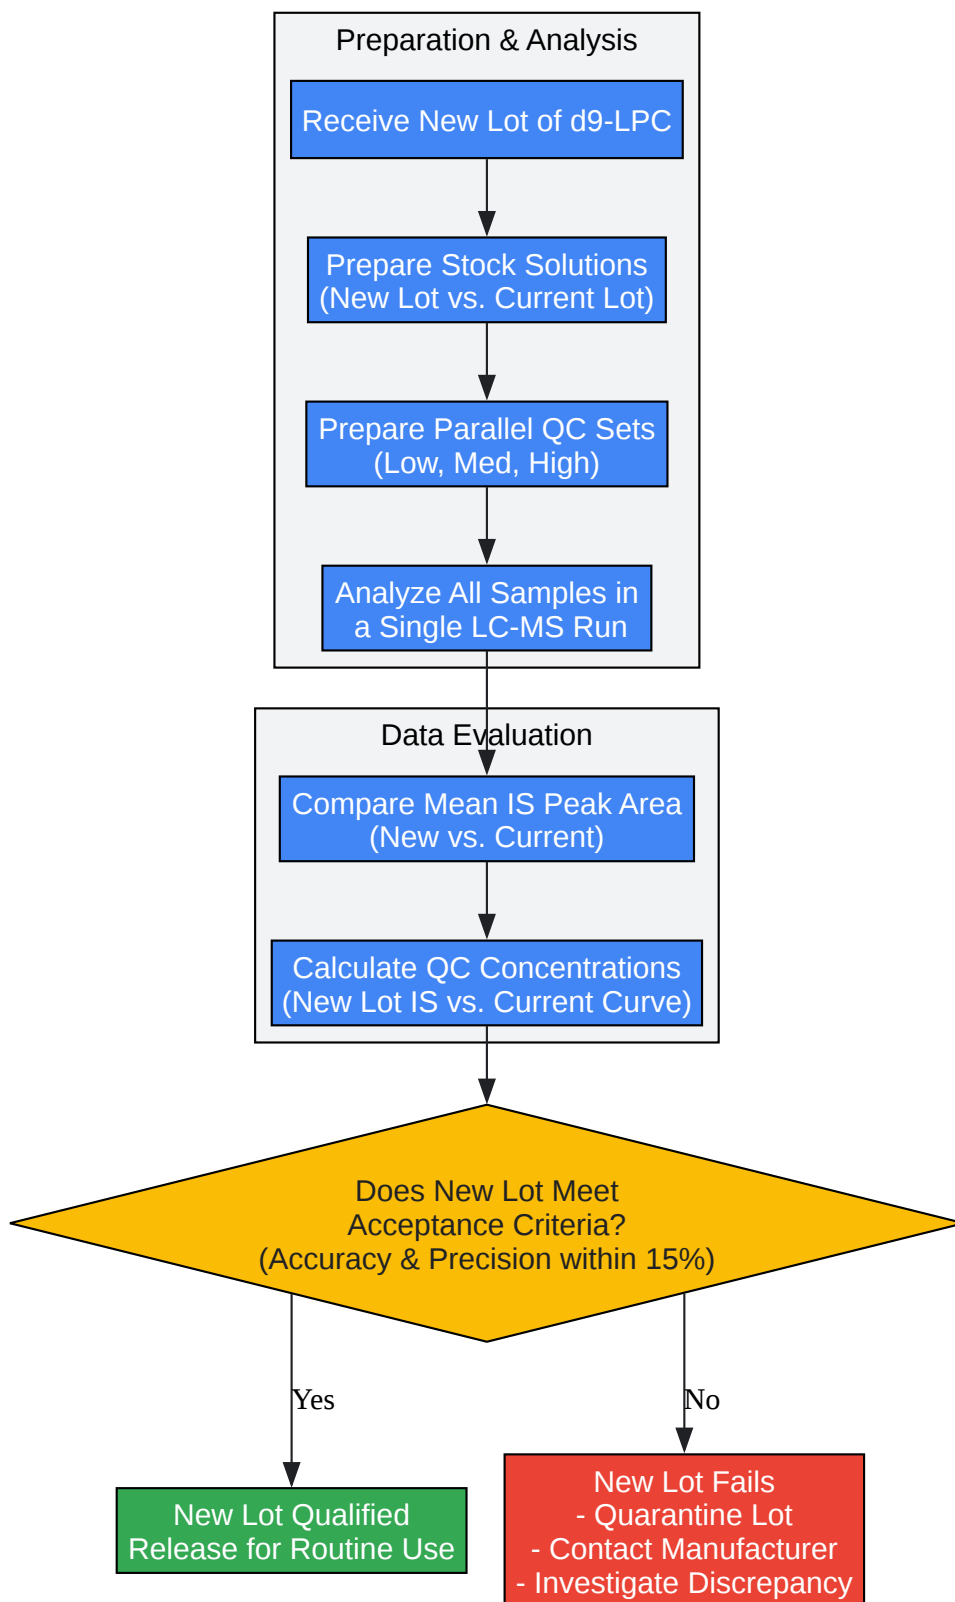 Preparation & Analysis
Receive New Lot of d9-LPC
Prepare Stock Solutions
(New Lot vs. Current Lot)
Prepare Parallel QC Sets
(Low, Med, High)
Analyze All Samples in
a Single LC-MS Run
Data Evaluation
Compare Mean IS Peak Area
(New vs. Current)
Calculate QC Concentrations
(New Lot IS vs. Current Curve)
Does New Lot Meet
Acceptance Criteria?
(Accuracy & Precision within 15%)
Yes
No
New Lot Qualified
Release for Routine Use
New Lot Fails
- Quarantine Lot
- Contact Manufacturer
- Investigate Discrepancy